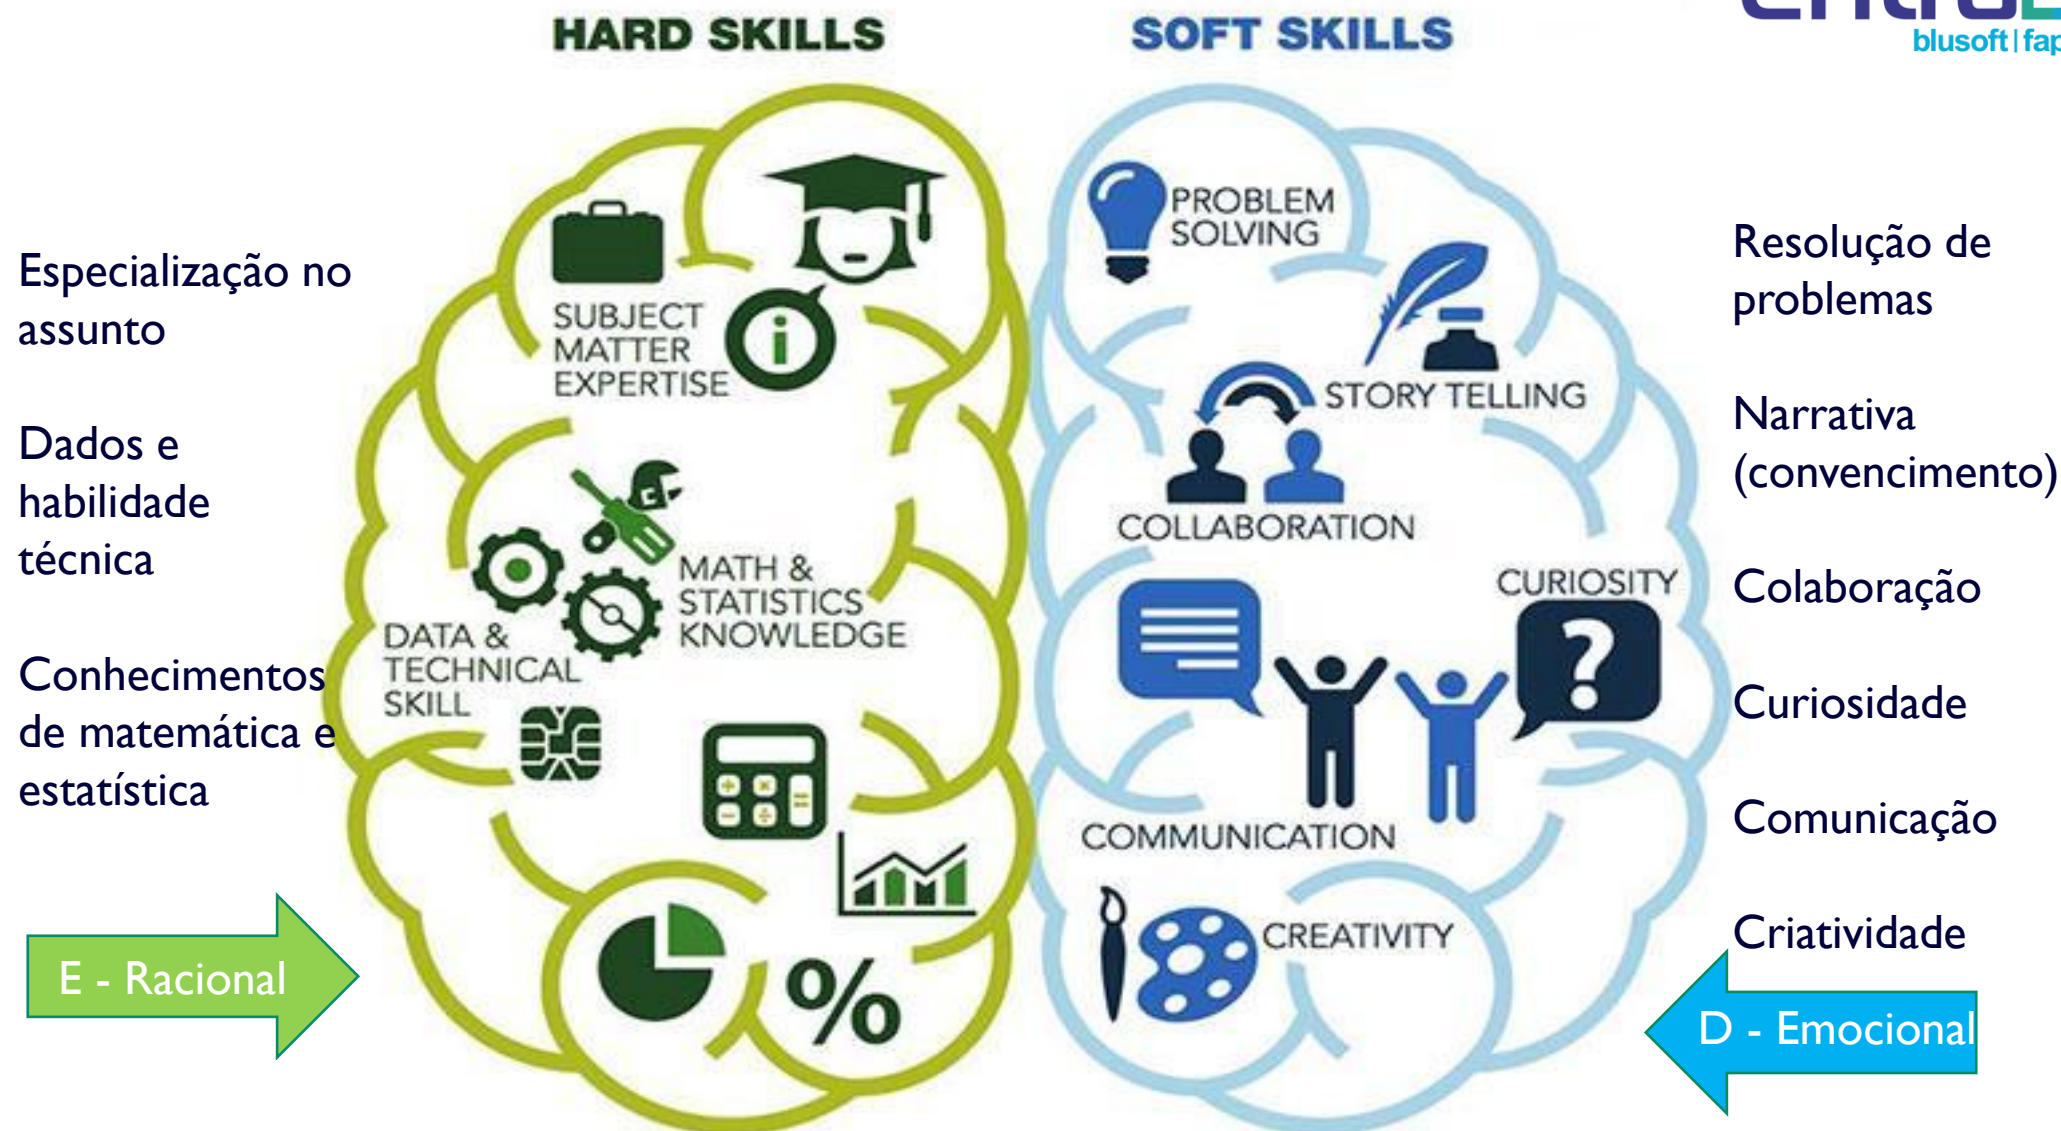 HARD SKILLS
SOFT SKILLS
blusoft | fap
Especialização no
assunto
Dados e
habilidade
técnica
Conhecimentos
de matemática e
estatística
E - Racional
SUBJECT
MATTER
EXPERTISE
i
MATH &
STATISTICS
KNOWLEDGE
DATA &
TECHNICAL
SKILL
%
PROBLEM
SOLVING
STORY TELLING
COLLABORATION
CURIOSITY
?
COMMUNICATION
CREATIVITY
Resolução de
problemas
Narrativa
(convencimento)
Colaboração
Curiosidade
Comunicação
Criatividade
D - Emocional